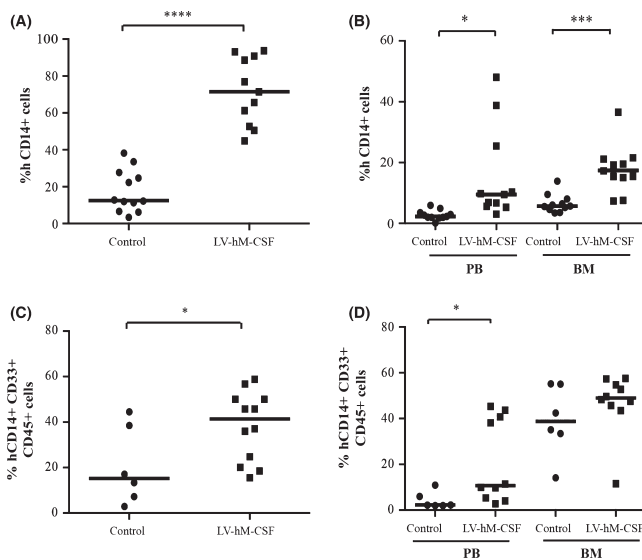 (A)
****
100
80
60
40
20
0
%h CD14+ cells
Control
LV-hM-CSF
(B)
*
***
60
40
20
0
%h CD14+ cells
Control
LV-hM-CSF
Control
LV-hM-CSF
PB
BM
(C)
*
80
60
40
20
0
% hCD14+ CD33+
CD45+ cells
Control
LV-hM-CSF
(D)
*
80
60
40
20
0
% hCD14+ CD33+
CD45+ cells
Control
LV-hM-CSF
Control
LV-hM-CSF
PB
BM